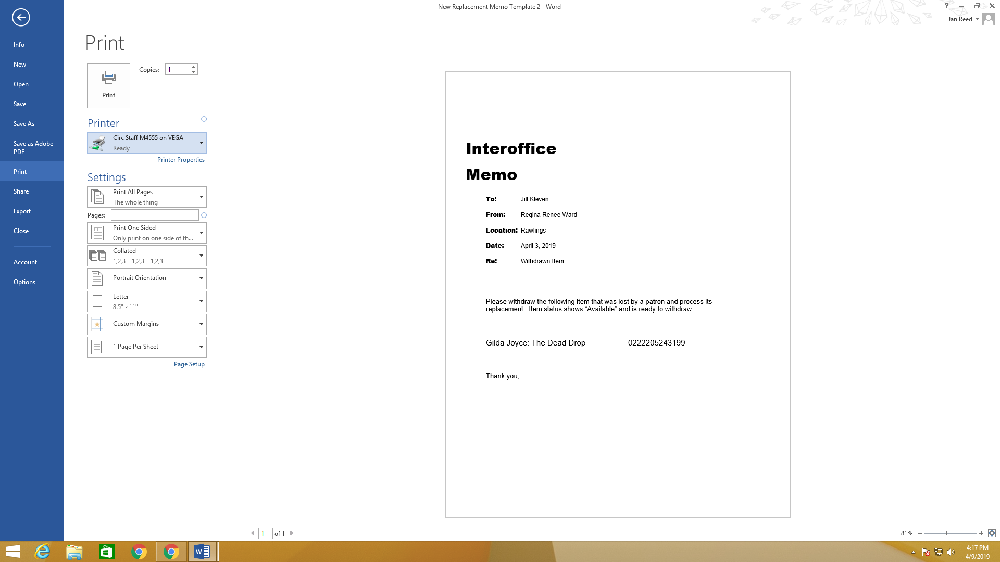 New Replacement Memo Template 2 - Word
?
Jan Reed
Info
New
Open
Save
Save As
Save as Adobe
PDF
Print
Share
Export
Close
Account
Options
Print
Print
Copies: 1
Printer
Circ Staff M4555 on VEGA
Ready
Printer Properties
Settings
Print All Pages
The whole thing
Pages:
Print One Sided
Only print on one side of th...
Collated
1,2,3 1,2,3 1,2,3
Portrait Orientation
Letter
8.5" x 11"
Custom Margins
1 Page Per Sheet
Page Setup
Interoffice
Memo
To: Jill Kleven
From: Regina Renee Ward
Location: Rawlings
Date: April 3, 2019
Re: Withdrawn Item
Please withdraw the following item that was lost by a patron and process its
replacement. Item status shows “Available” and is ready to withdraw.
Gilda Joyce: The Dead Drop 0222205243199
Thank you,
1 of 1
81%
4:17 PM
4/9/2019